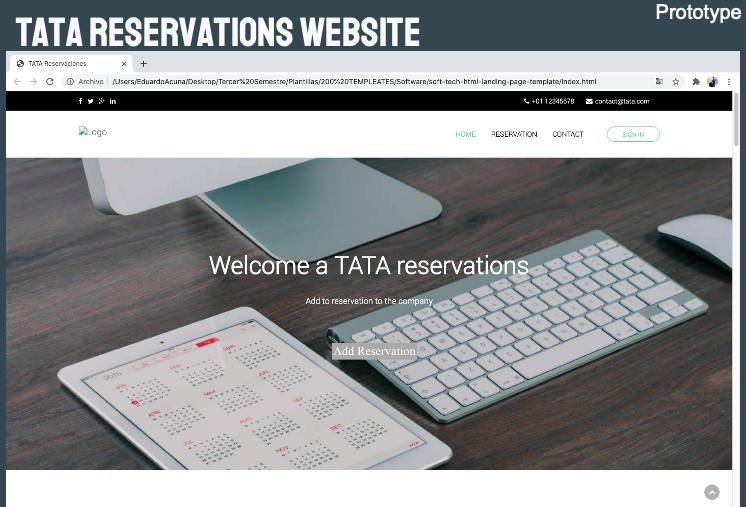 Prototype
TATA RESERVATIONS WEBSITE
TATA Reservaciones
Archivo /Users/EduardoAcuna/Desktop/Tercer%20Semestre/Plantillas/200%20TEMPLEATES/Software/soft-tech-html-landing-page-template/index.html
+01 12345678 contact@tata.com
Logo HOME RESERVATION CONTACT SIGN IN
Welcome a TATA reservations
Add to reservation to the company
Add Reservation
2015